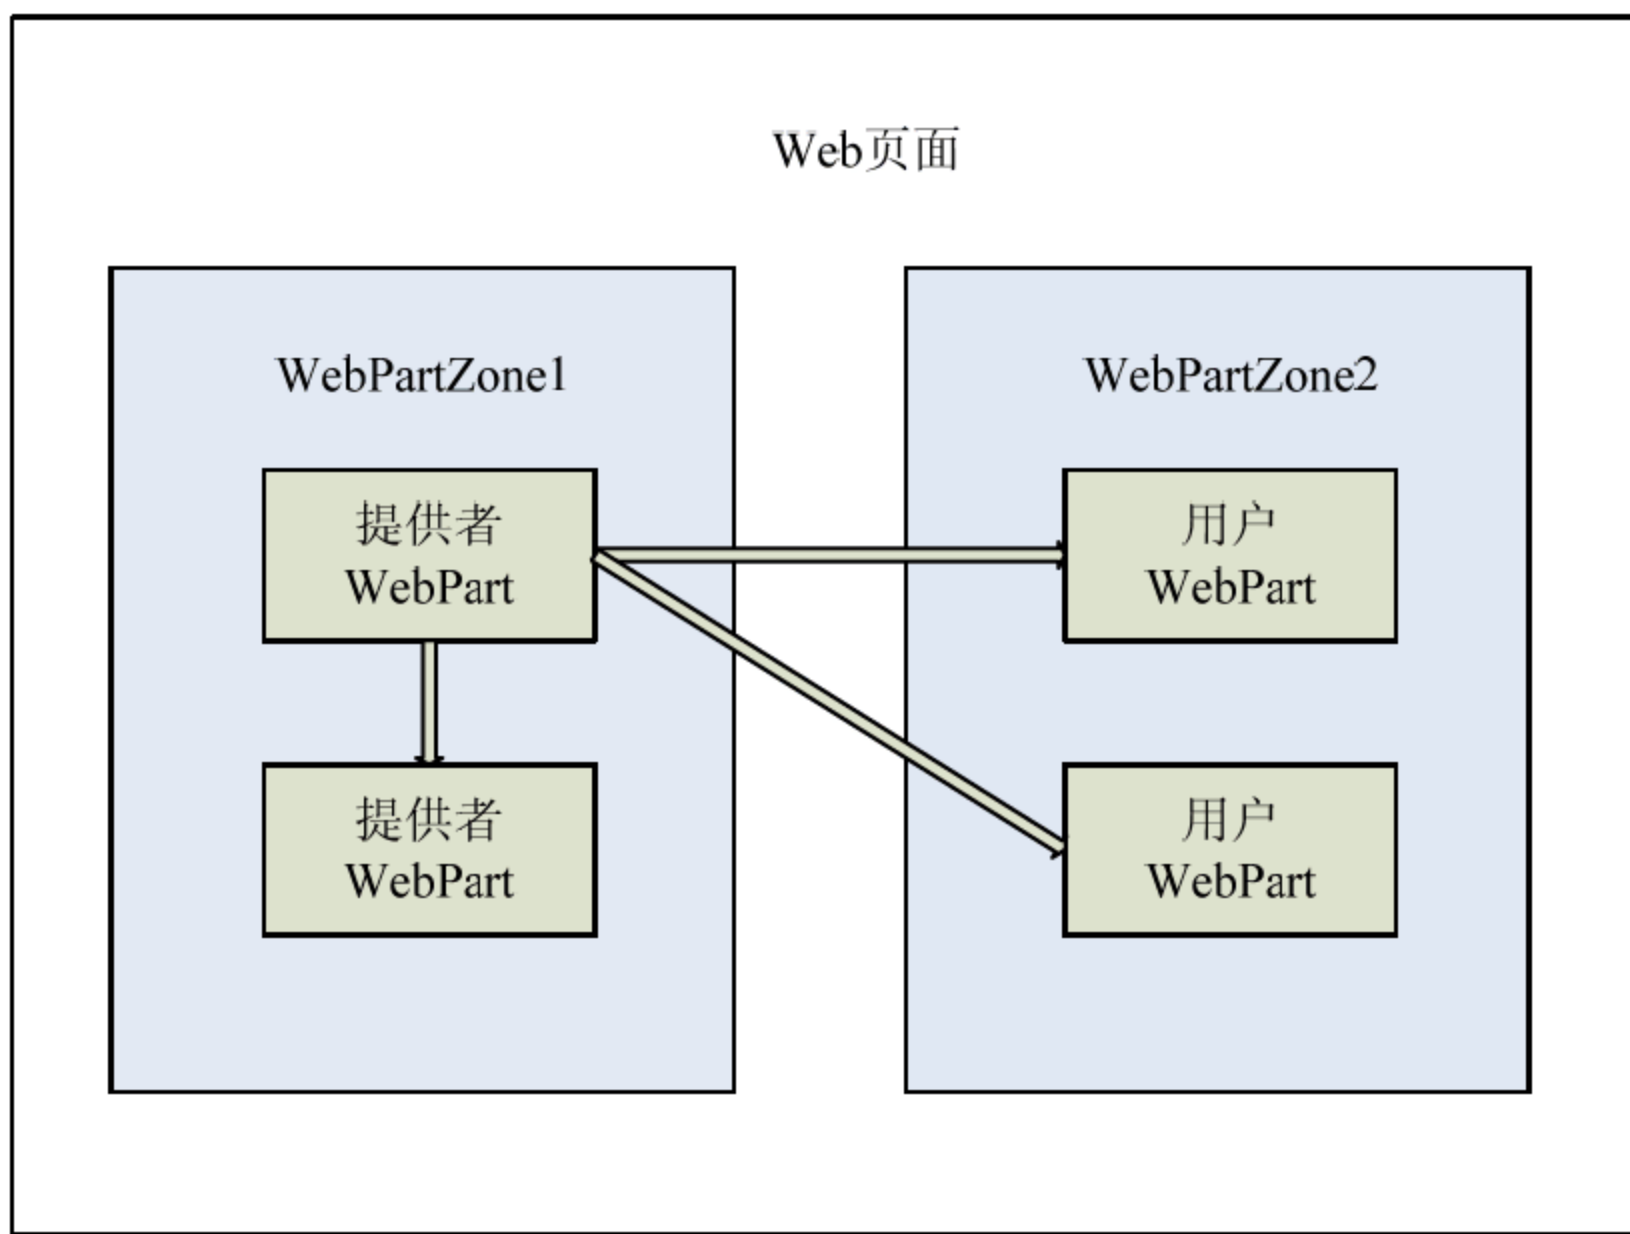 Web页面
WebPartZone1
提供者
WebPart
提供者
WebPart
WebPartZone2
用户
WebPart
用户
WebPart